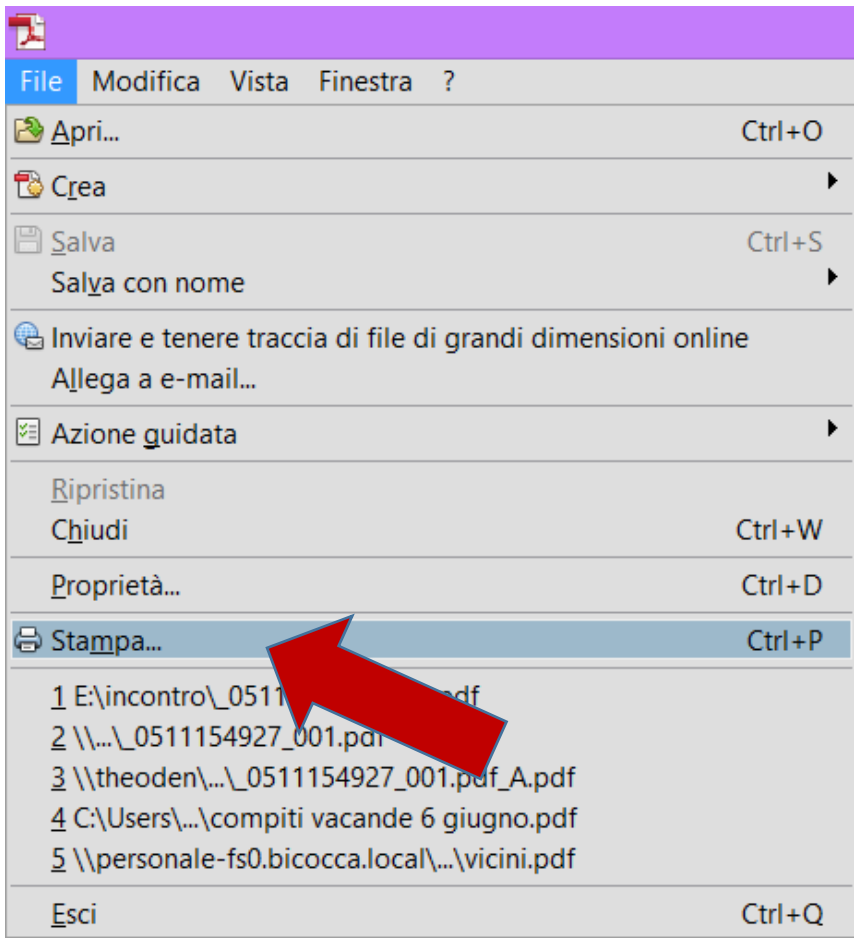 File Modifica Vista Finestra ?
Apri... Ctrl+O
Crea
Salva Ctrl+S
Salva con nome
Inviare e tenere traccia di file di grandi dimensioni online
Allega a e-mail...
Azione guidata
Ripristina
Chiudi Ctrl+W
Proprietà... Ctrl+D
Stampa... Ctrl+P
1 E:\incontro\_0511
2 \\...\_0511154927_001.pdf
3 \\theoden\...\_0511154927_001.pdf_A.pdf
4 C:\Users\...\compiti vacande 6 giugno.pdf
5 \\personale-fs0.bicocca.local\...\vicini.pdf
Esci Ctrl+Q